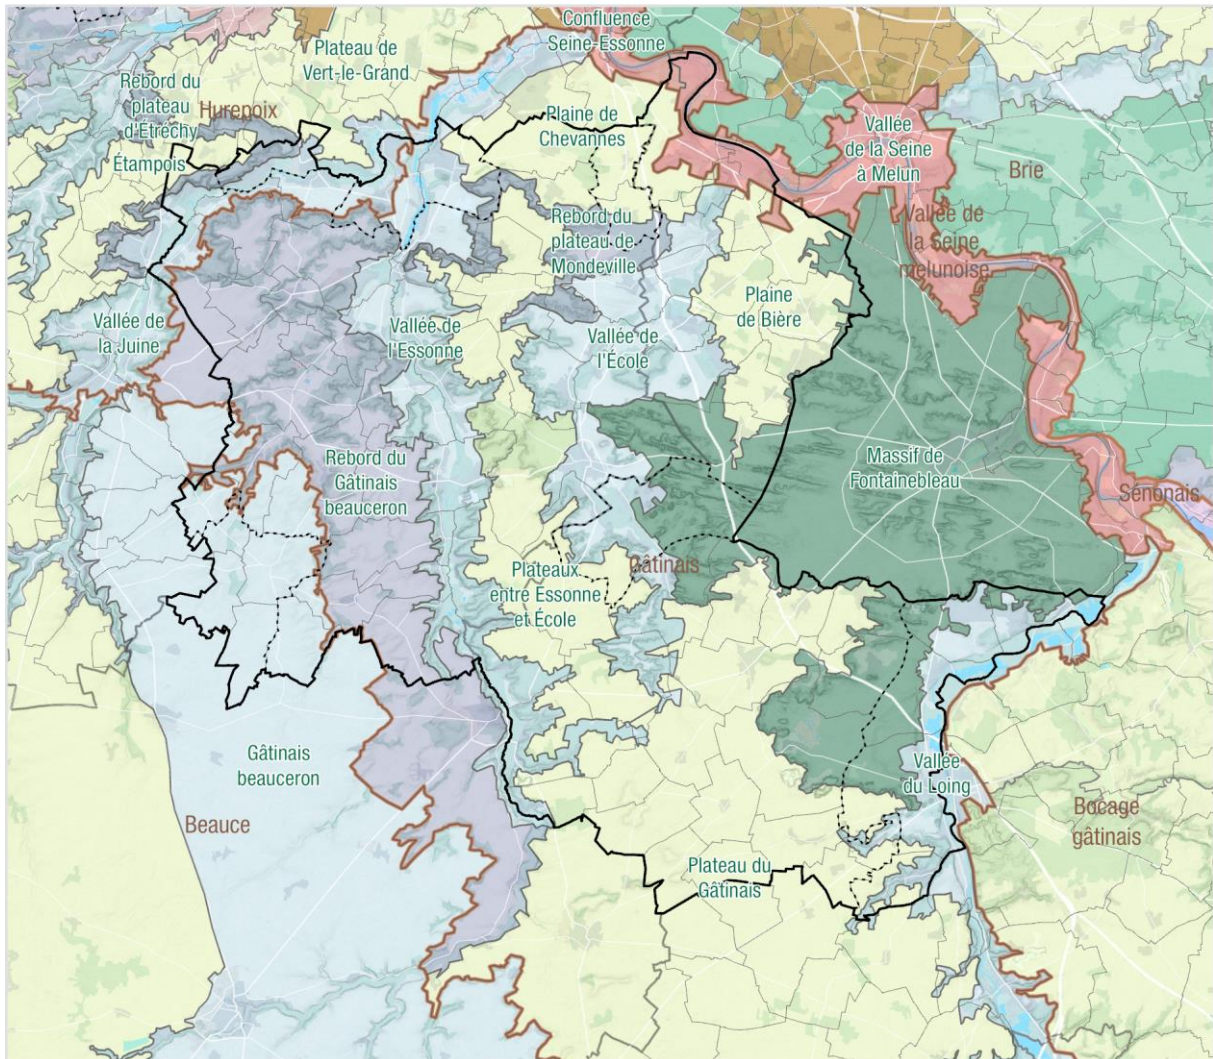 Confluence
Seine-Essonne
Plateau de
Vert-le-Grand
Rebord du
plateau
d'Étréchy
Hurepoix
Étampois
Plaine de
Chevannes
Vallée
de la Seine
à Melun
Brie
Rebord du
plateau de
Mondeville
Vallée de
la Seine
melunoise
Plaine
de Bière
Vallée de
la Juine
Vallée de
l'Essonne
Vallée de
l'École
Rebord du
Gâtinais
beauceron
Massif de
Fontainebleau
Sénonais
Gâtinais
Plateaux
entre Essonne
et École
Gâtinais
beauceron
Vallée
du Loing
Beauce
Bocage
gâtinais
Plateau du
Gâtinais